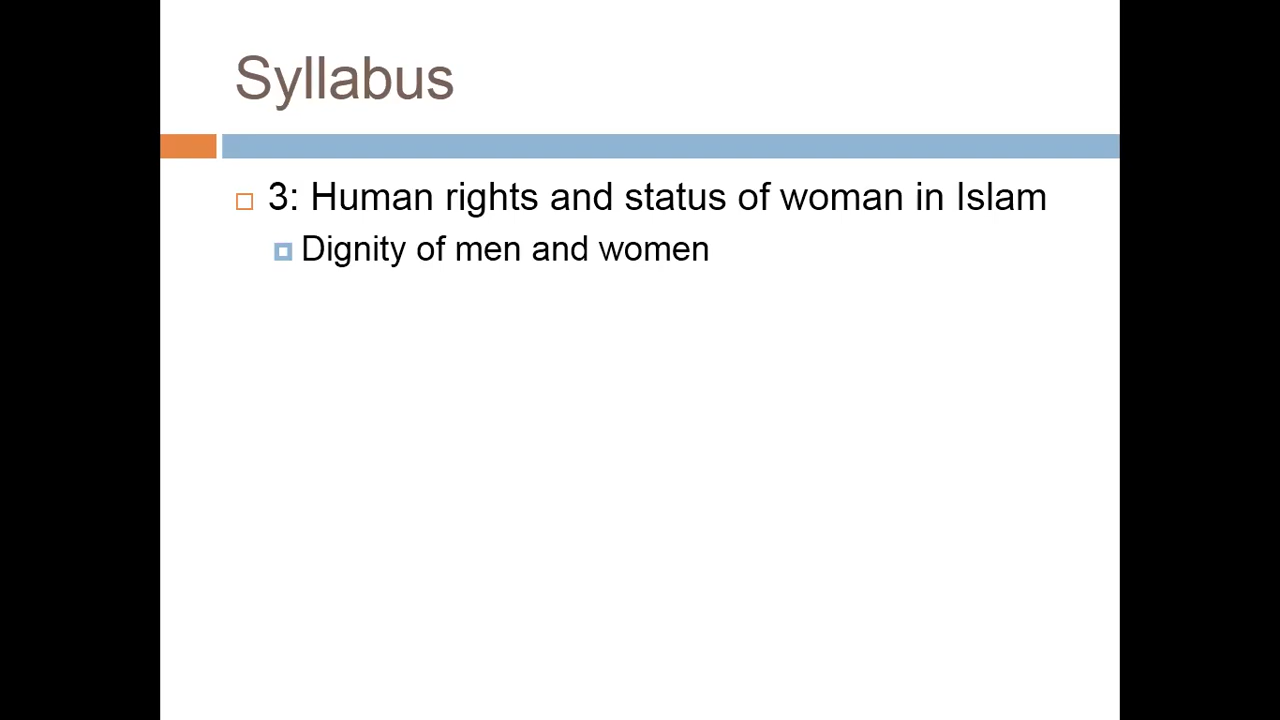 Syllabus
3: Human rights and status of woman in Islam
Dignity of men and women